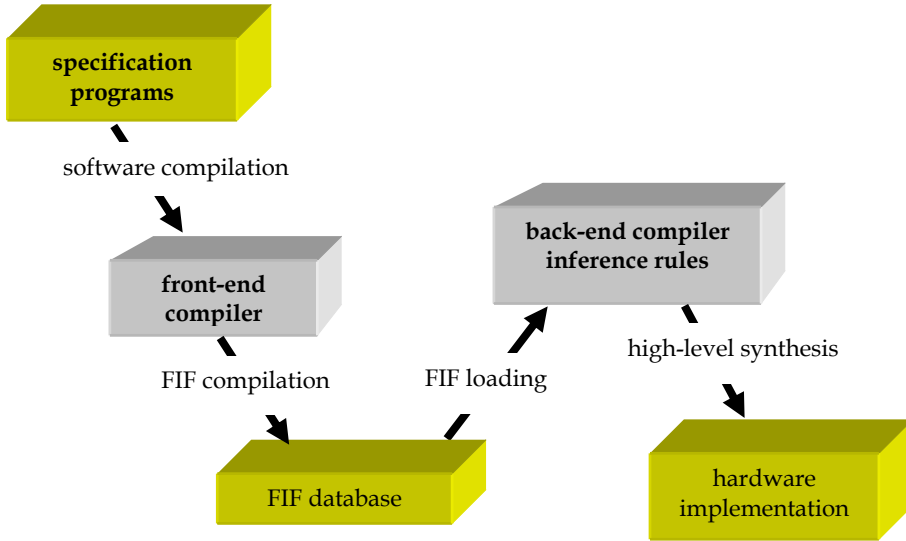 specification
programs
software compilation
front-end
compiler
FIF compilation
FIF database
FIF loading
back-end compiler
inference rules
high-level synthesis
hardware
implementation